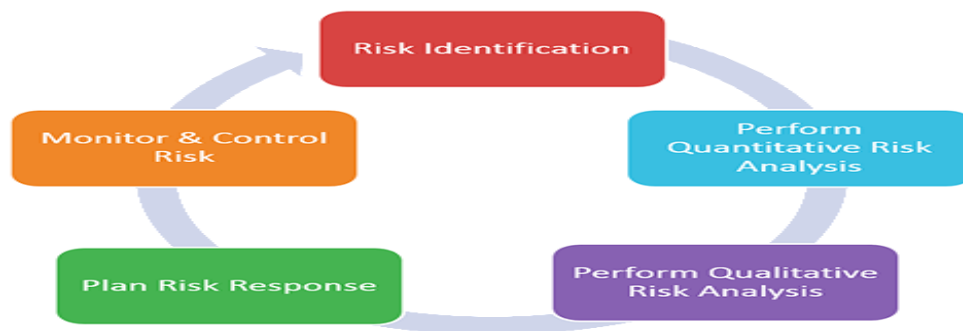 Risk Identification
Perform
Quantitative Risk
Analysis
Perform Qualitative
Risk Analysis
Plan Risk Response
Monitor & Control
Risk